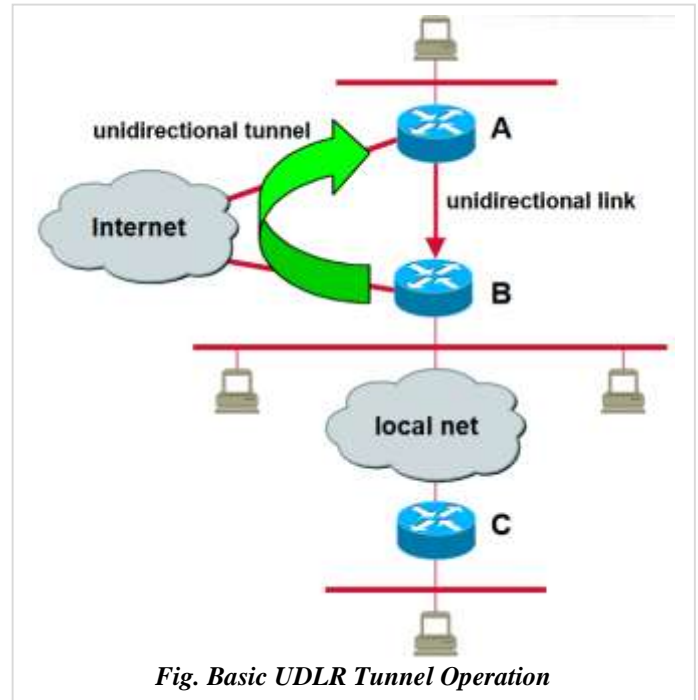 A
unidirectional tunnel
unidirectional link
Internet
B
local net
C
Fig. Basic UDLR Tunnel Operation